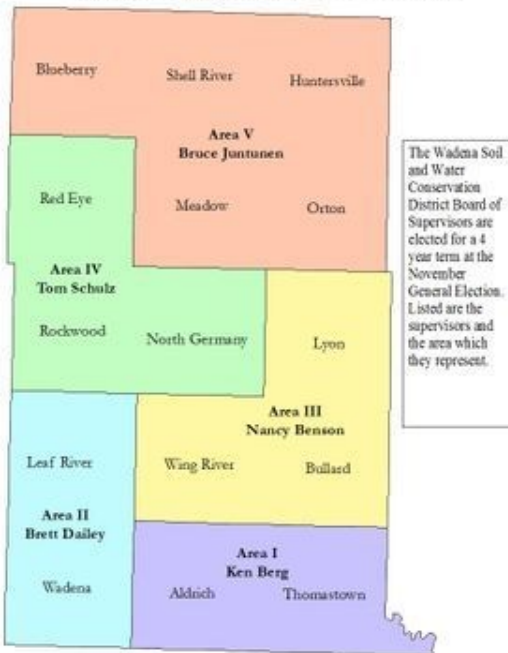 Blueberry
Shell River
Huntersville
Area V
Bruce Juntunen
Red Eye
Meadow
Orton
Area IV
Tom Schulz
Rockwood
North Germany
Lyon
Area III
Nancy Benson
Leaf River
Wing River
Bullard
Area II
Brett Dailey
Area I
Ken Berg
Wadena
Aldrich
Thomastown
The Wadena Soil
and Water
Conservation
District Board of
Supervisors are
elected for a 4
year term at the
November
General Election.
Listed are the
supervisors and
the area which
they represent.